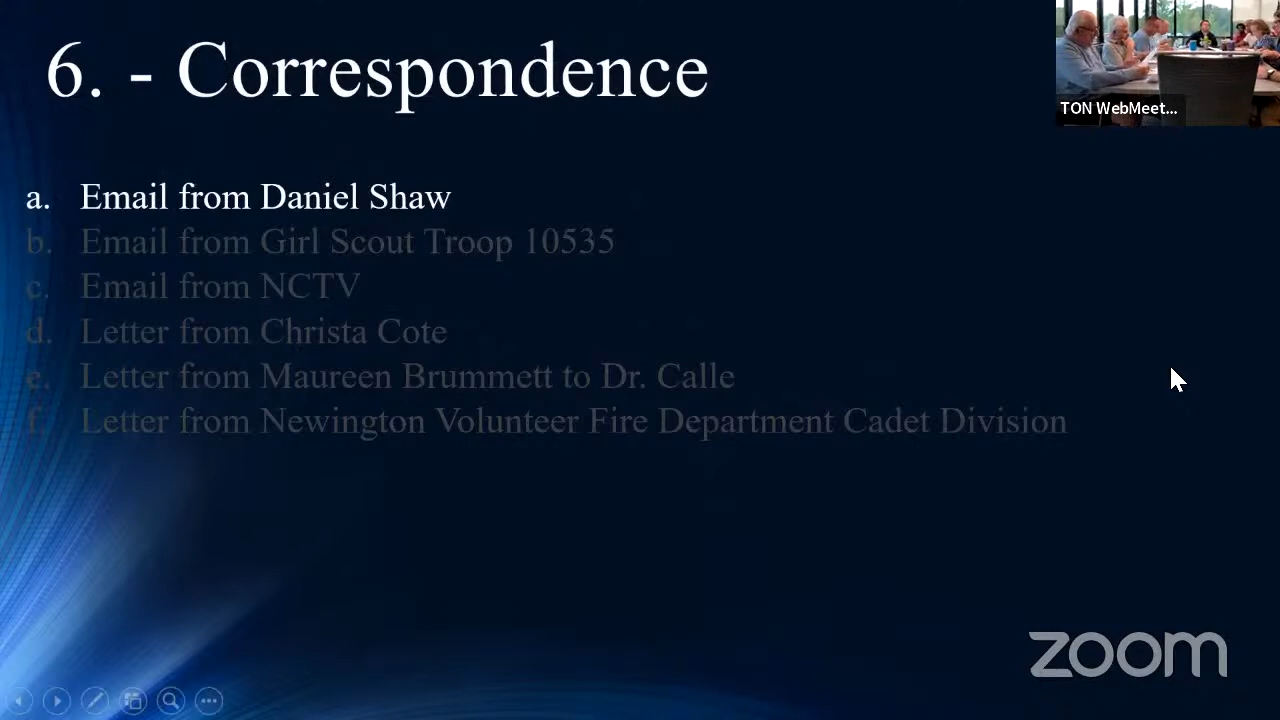 6. - Correspondence
TON WebMeet...
a. Email from Daniel Shaw
b. Email from Girl Scout Troop 10535
c. Email from NCTV
d. Letter from Christa Cote
e. Letter from Maureen Brummett to Dr. Calle
f. Letter from Newington Volunteer Fire Department Cadet Division
zoom